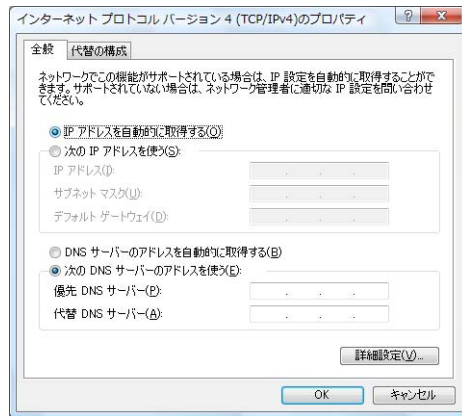 インターネット プロトコル バージョン 4 (TCP/IPv4)のプロパティ
全般 代替の構成
ネットワークでこの機能がサポートされている場合は、IP 設定を自動的に取得することがで
きます。サポートされていない場合は、ネットワーク管理者に適切な IP 設定を問い合わせ
てください。
IP アドレスを自動的に取得する(O)
次の IP アドレスを使う(S):
IP アドレス(I):
サブネット マスク(U):
デフォルト ゲートウェイ(D):
DNS サーバーのアドレスを自動的に取得する(B)
次の DNS サーバーのアドレスを使う(E):
優先 DNS サーバー(P):
代替 DNS サーバー(A):
詳細設定(V)...
OK キャンセル